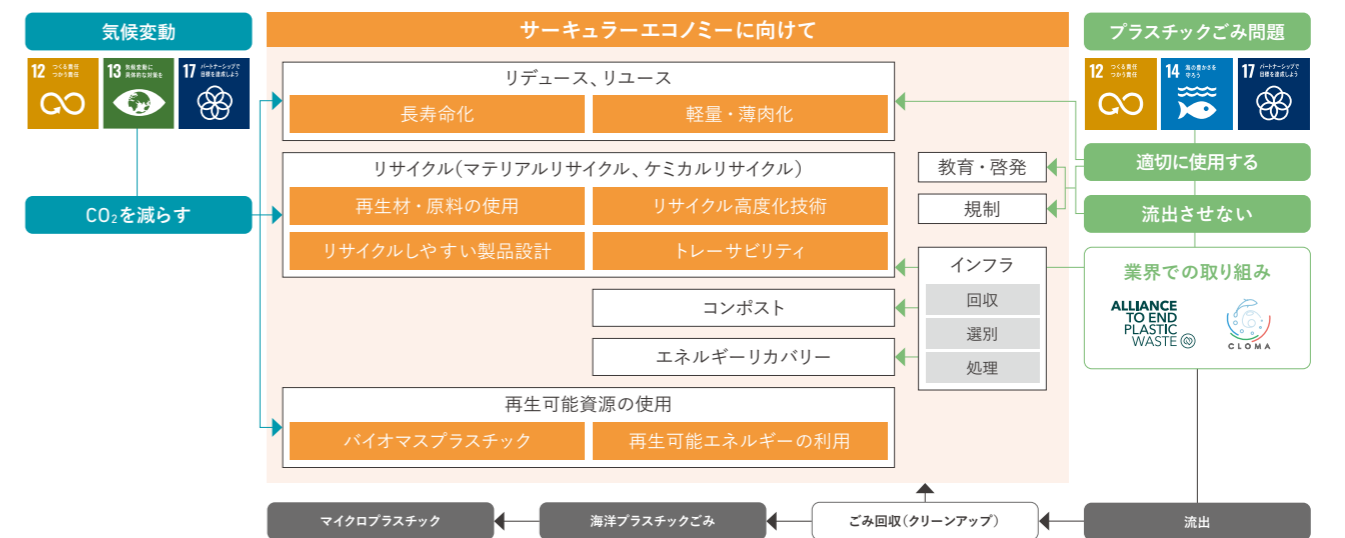 気候変動
12 つくる責任
つかう責任
13 気候変動に
具体的な対策を
17 パートナーシップで
目標を達成しよう
CO₂を減らす
サーキュラーエコノミーに向けて
リデュース、リユース
長寿命化
軽量・薄肉化
リサイクル(マテリアルリサイクル、ケミカルリサイクル)
再生材・原料の使用
リサイクル高度化技術
リサイクルしやすい製品設計
トレーサビリティ
コンポスト
エネルギーリカバリー
再生可能資源の使用
バイオマスプラスチック
再生可能エネルギーの利用
教育・啓発
規制
インフラ
回収
選別
処理
プラスチックごみ問題
12 つくる責任
つかう責任
14 海の豊かさを
守ろう
17 パートナーシップで
目標を達成しよう
適切に使用する
流出させない
業界での取り組み
ALLIANCE
TO END
PLASTIC
WASTE
CLOMA
マイクロプラスチック
海洋プラスチックごみ
ごみ回収(クリーンアップ)
流出